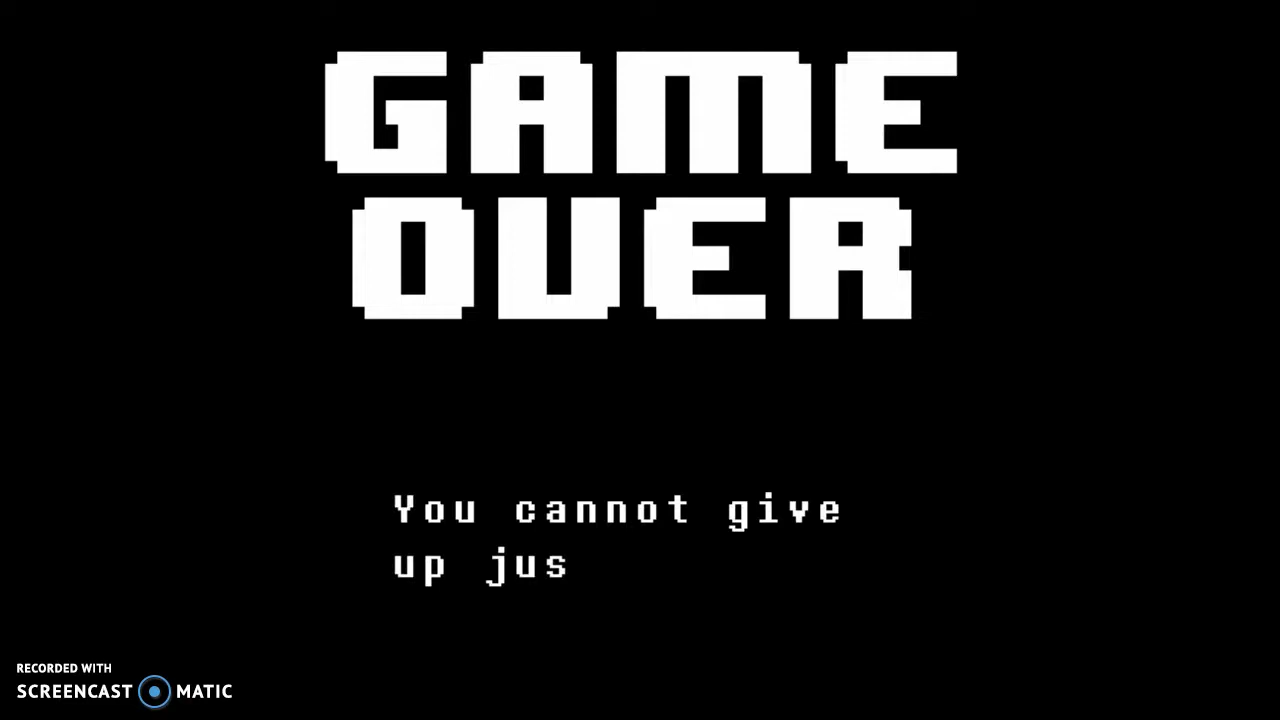 GAME
OVER
You cannot give
up jus
RECORDED WITH
SCREENCAST MATIC